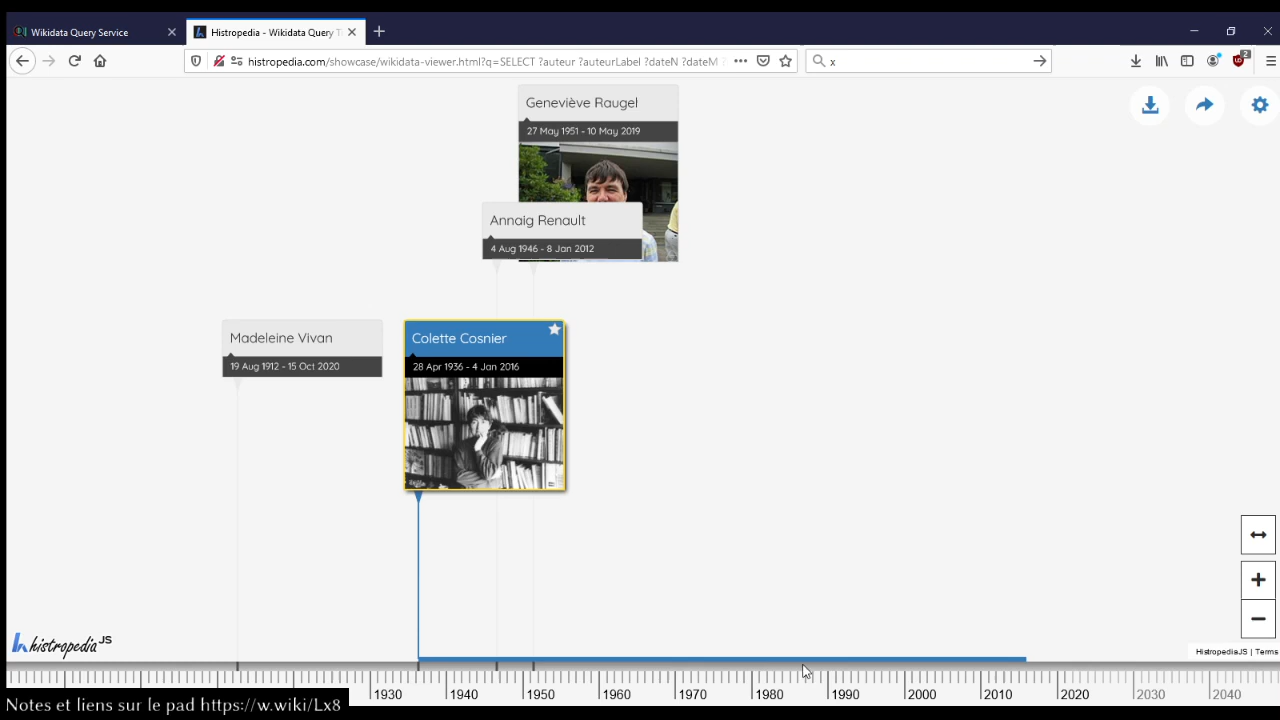 Wikidata Query Service
Histropedia - Wikidata Query Ti
histropedia.com/showcase/wikidata-viewer.html?q=SELECT ?auteur ?auteurLabel ?dateN ?dateM ?
x
2
Geneviève Raugel
27 May 1951 - 10 May 2019
Annaig Renault
4 Aug 1946 - 8 Jan 2012
Madeleine Vivan
19 Aug 1912 - 15 Oct 2020
Colette Cosnier
28 Apr 1936 - 4 Jan 2016
histropedia JS
HistropediaJS | Terms
1930 1940 1950 1960 1970 1980 1990 2000 2010 2020 2030 2040
Notes et liens sur le pad https://w.wiki/Lx8